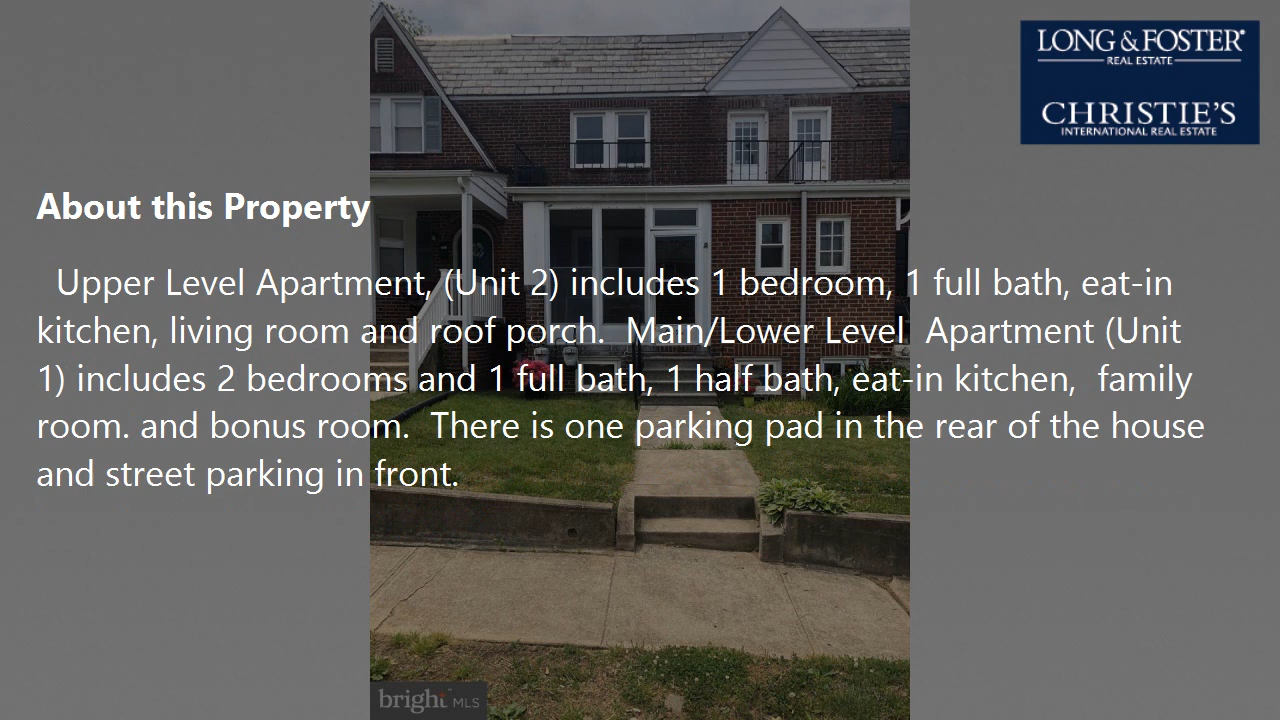 LONG & FOSTER®
REAL ESTATE
CHRISTIE'S
INTERNATIONAL REAL ESTATE
About this Property
Upper Level Apartment, (Unit 2) includes 1 bedroom, 1 full bath, eat-in
kitchen, living room and roof porch.  Main/Lower Level  Apartment (Unit
1) includes 2 bedrooms and 1 full bath, 1 half bath, eat-in kitchen,  family
room. and bonus room.  There is one parking pad in the rear of the house
and street parking in front.
bright MLS